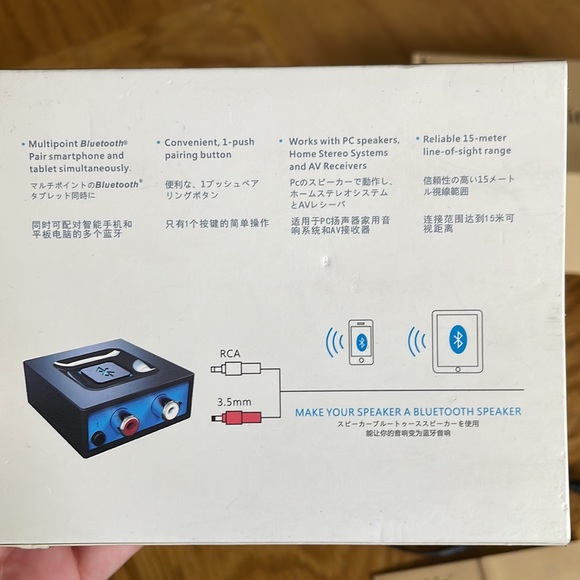 • Multipoint Bluetooth®
Pair smartphone and
tablet simultaneously.
マルチポイントのBluetooth®
タブレット同時に
同时可配对智能手机和
平板电脑的多个蓝牙
• Convenient, 1-push
pairing button
便利な、1プッシュペア
リングボタン
只有1个按键的简单操作
• Works with PC speakers,
Home Stereo Systems
and AV Receivers
Pcのスピーカーで動作し、
ホームステレオシステム
とAVレシーバ
适用于PC扬声器家用音
响系统和AV接收器
• Reliable 15-meter
line-of-sight range
信頼性の高い15メート
ル視線範囲
连接范围达到15米可
视距离
RCA
3.5mm
MAKE YOUR SPEAKER A BLUETOOTH SPEAKER
スピーカーブルートゥーススピーカーを使用
能让你的音响变为蓝牙音响